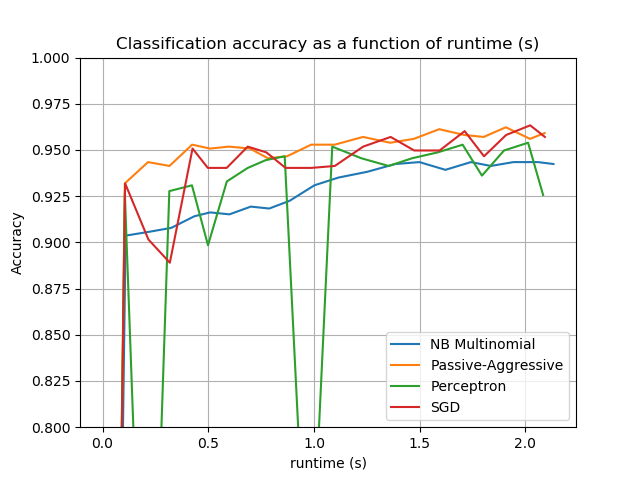 Classification accuracy as a function of runtime (s)
1.000
0.975
0.950
0.925
0.900
0.875
0.850
0.825
0.800
Accuracy
0.0 0.5 1.0 1.5 2.0
runtime (s)
NB Multinomial
Passive-Aggressive
Perceptron
SGD